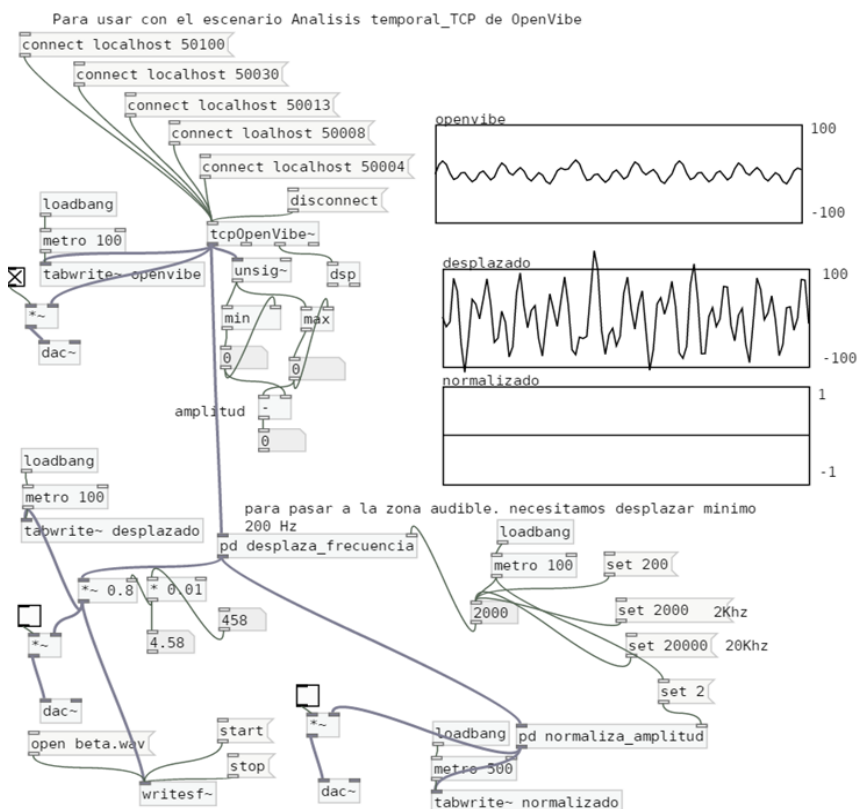 Para usar con el escenario Analisis temporal_TCP de OpenVibe
connect localhost 50100
connect localhost 50030
connect localhost 50013
connect loalhost 50008
connect localhost 50004
disconnect
loadbang
metro 100
tcpOpenVibe~
tabwrite~ openvibe
unsig~
dsp
*~
min
max
dac~
0
0
amplitud
-
0
openvibe
100
-100
desplazado
100
-100
normalizado
1
-1
loadbang
metro 100
tabwrite~ desplazado
para pasar a la zona audible. necesitamos desplazar minimo
200 Hz
pd desplaza_frecuencia
loadbang
metro 100
set 200
2000
set 2000 2Khz
set 20000 20Khz
set 2
*~ 0.8
* 0.01
458
4.58
*~
dac~
open beta.wav
start
stop
writesf~
*~
dac~
loadbang
pd normaliza_amplitud
metro 500
tabwrite~ normalizado